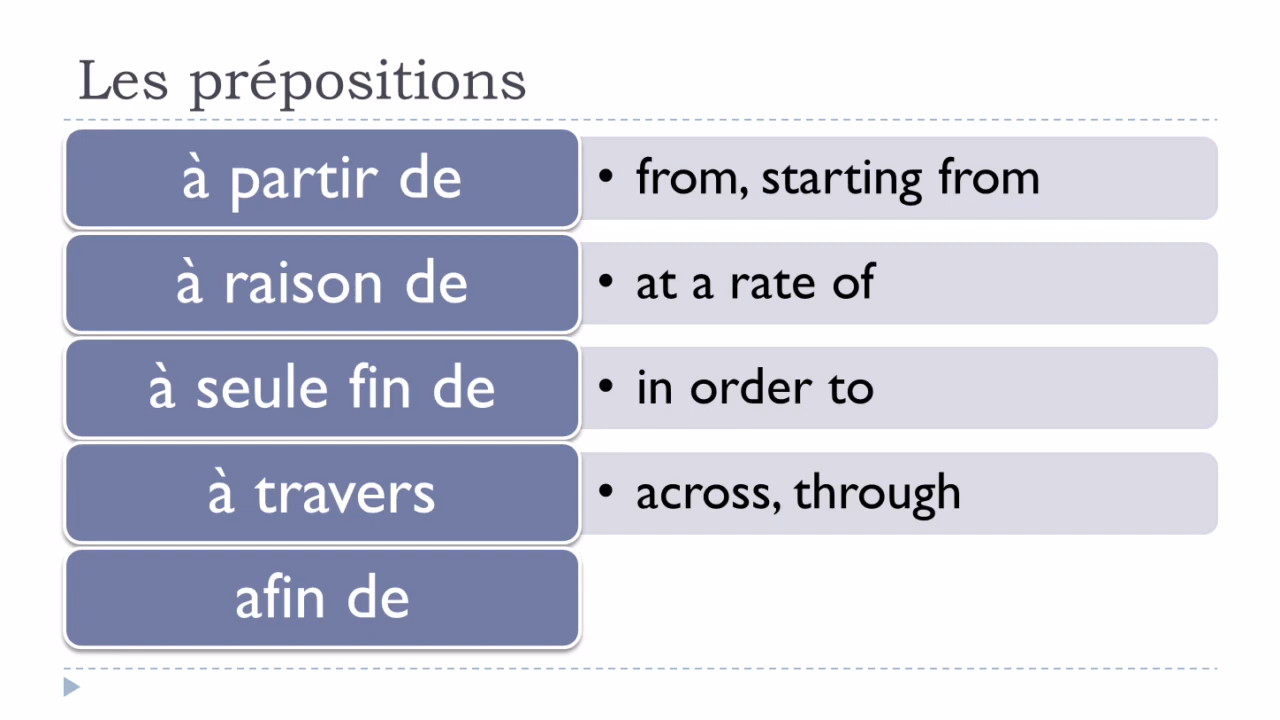 Les prépositions
à partir de
• from, starting from
à raison de
• at a rate of
à seule fin de
• in order to
à travers
• across, through
afin de